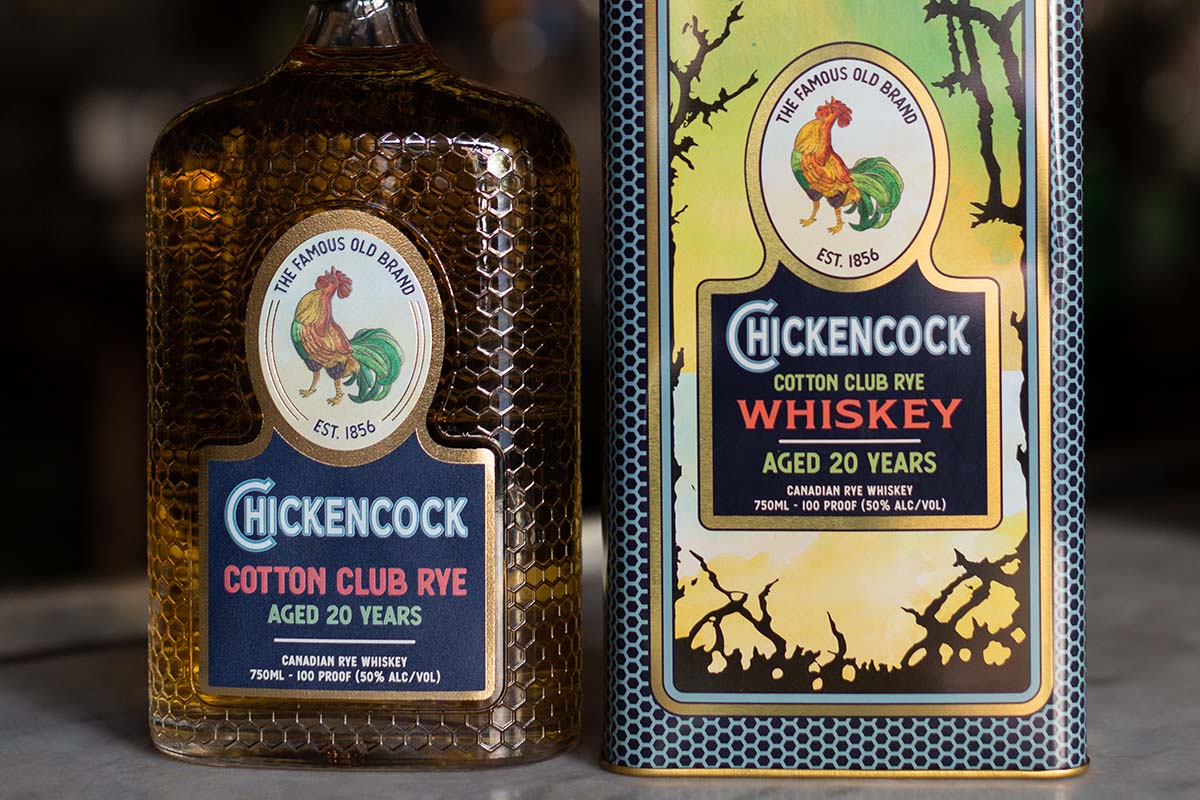 THE FAMOUS OLD BRAND
EST. 1856
CHICKENCOCK
COTTON CLUB RYE
AGED 20 YEARS
CANADIAN RYE WHISKEY
750ML - 100 PROOF (50% ALC/VOL)
THE FAMOUS OLD BRAND
EST. 1856
CHICKENCOCK
COTTON CLUB RYE
WHISKEY
AGED 20 YEARS
CANADIAN RYE WHISKEY
750ML - 100 PROOF (50% ALC/VOL)